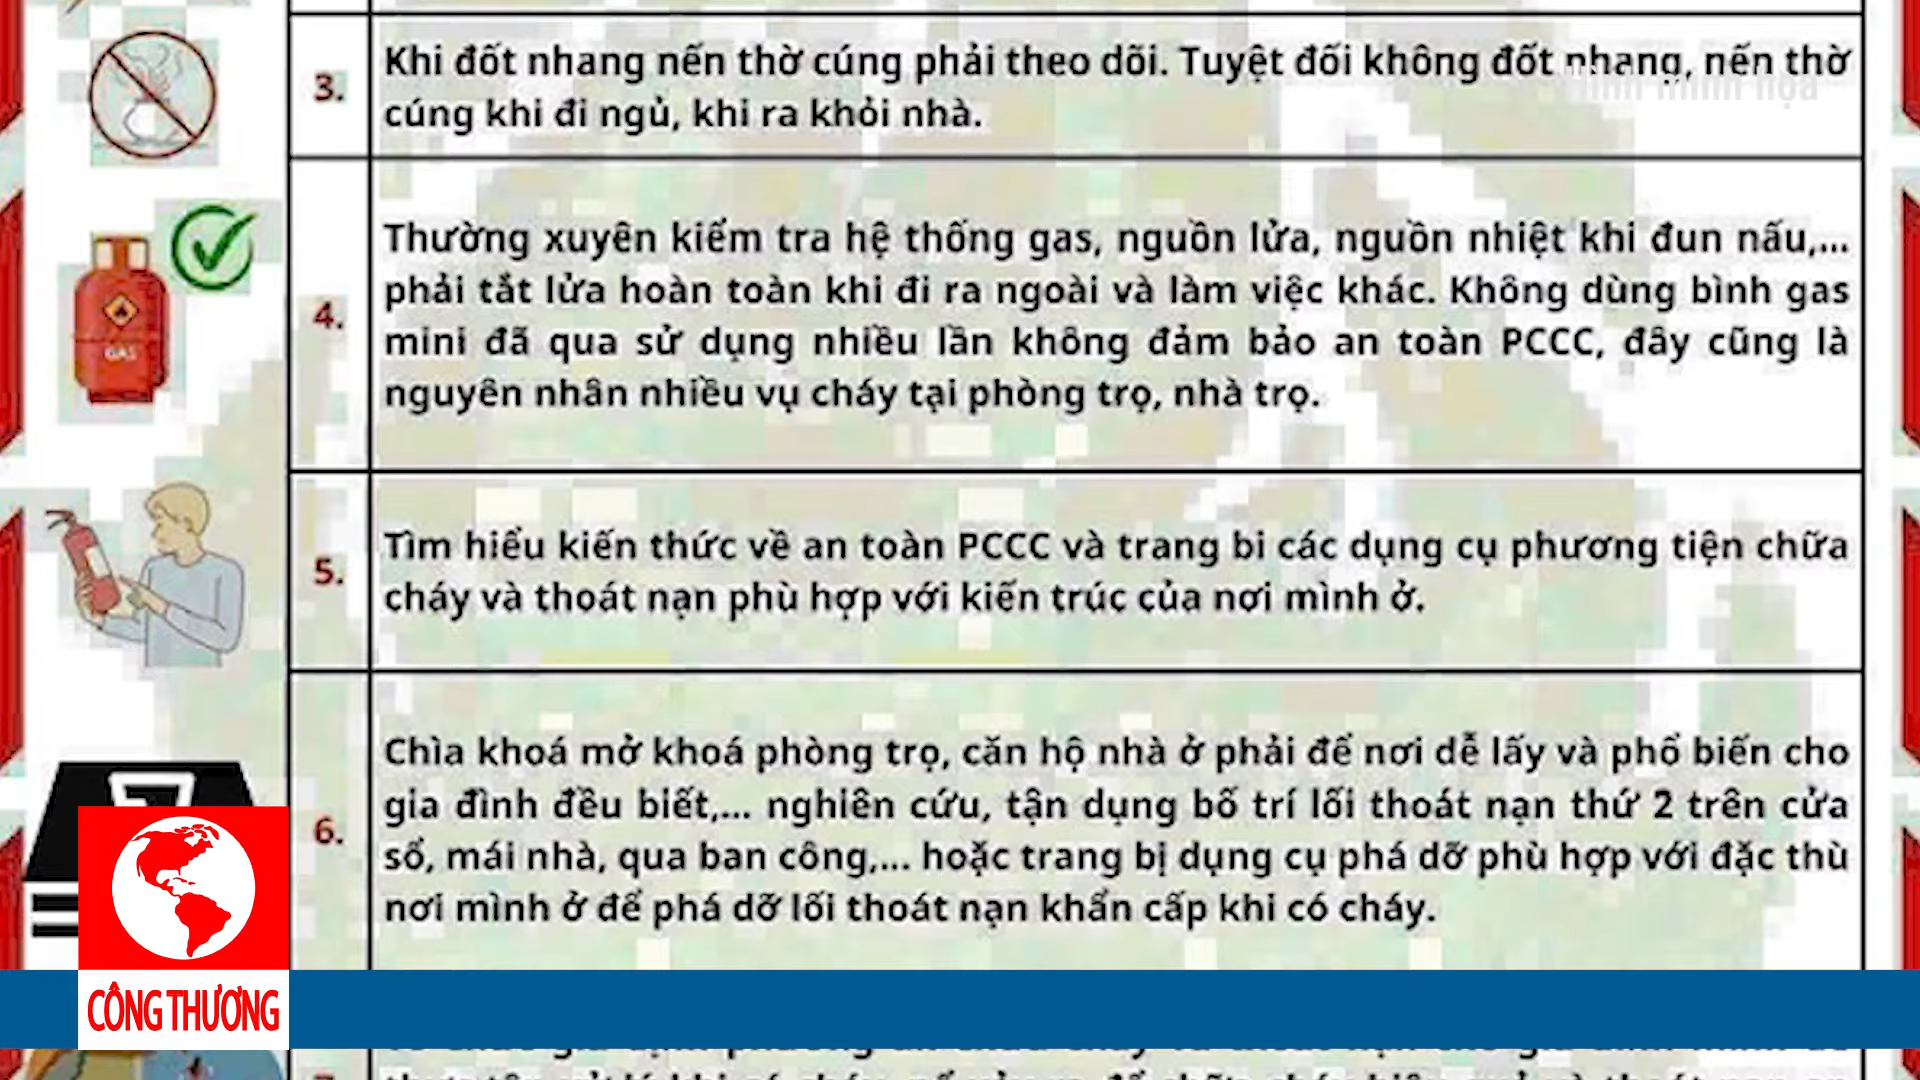 Hình minh họa
3.
Khi đốt nhang nến thờ cúng phải theo dõi. Tuyệt đối không đốt nhang, nến thờ
cúng khi đi ngủ, khi ra khỏi nhà.
GAS
4.
Thường xuyên kiểm tra hệ thống gas, nguồn lửa, nguồn nhiệt khi đun nấu,...
phải tắt lửa hoàn toàn khi đi ra ngoài và làm việc khác. Không dùng bình gas
mini đã qua sử dụng nhiều lần không đảm bảo an toàn PCCC, đây cũng là
nguyên nhân nhiều vụ cháy tại phòng trọ, nhà trọ.
5.
Tìm hiểu kiến thức về an toàn PCCC và trang bi các dụng cụ phương tiện chữa
cháy và thoát nạn phù hợp với kiến trúc của nơi mình ở.
6.
Chìa khoá mở khoá phòng trọ, căn hộ nhà ở phải để nơi dễ lấy và phổ biến cho
gia đình đều biết,... nghiên cứu, tận dụng bố trí lối thoát nạn thứ 2 trên cửa
sổ, mái nhà, qua ban công,... hoặc trang bị dụng cụ phá dỡ phù hợp với đặc thù
nơi mình ở để phá dỡ lối thoát nạn khẩn cấp khi có cháy.
CÔNG THƯƠNG